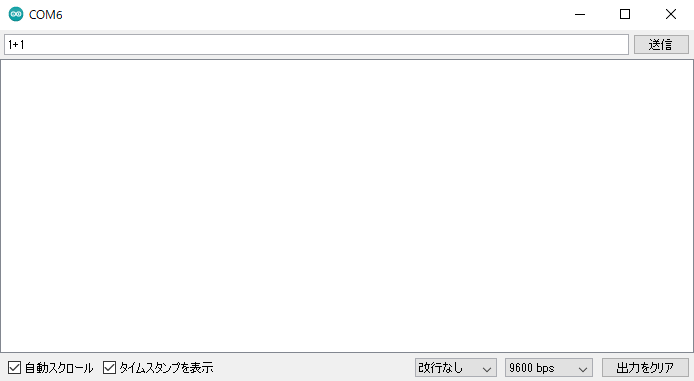 COM6
1+1
送信
自動スクロール
タイムスタンプを表示
改行なし
9600 bps
出力をクリア